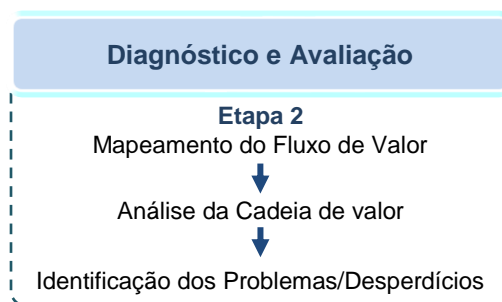 Diagnóstico e Avaliação
Etapa 2
Mapeamento do Fluxo de Valor
Análise da Cadeia de valor
Identificação dos Problemas/Desperdícios